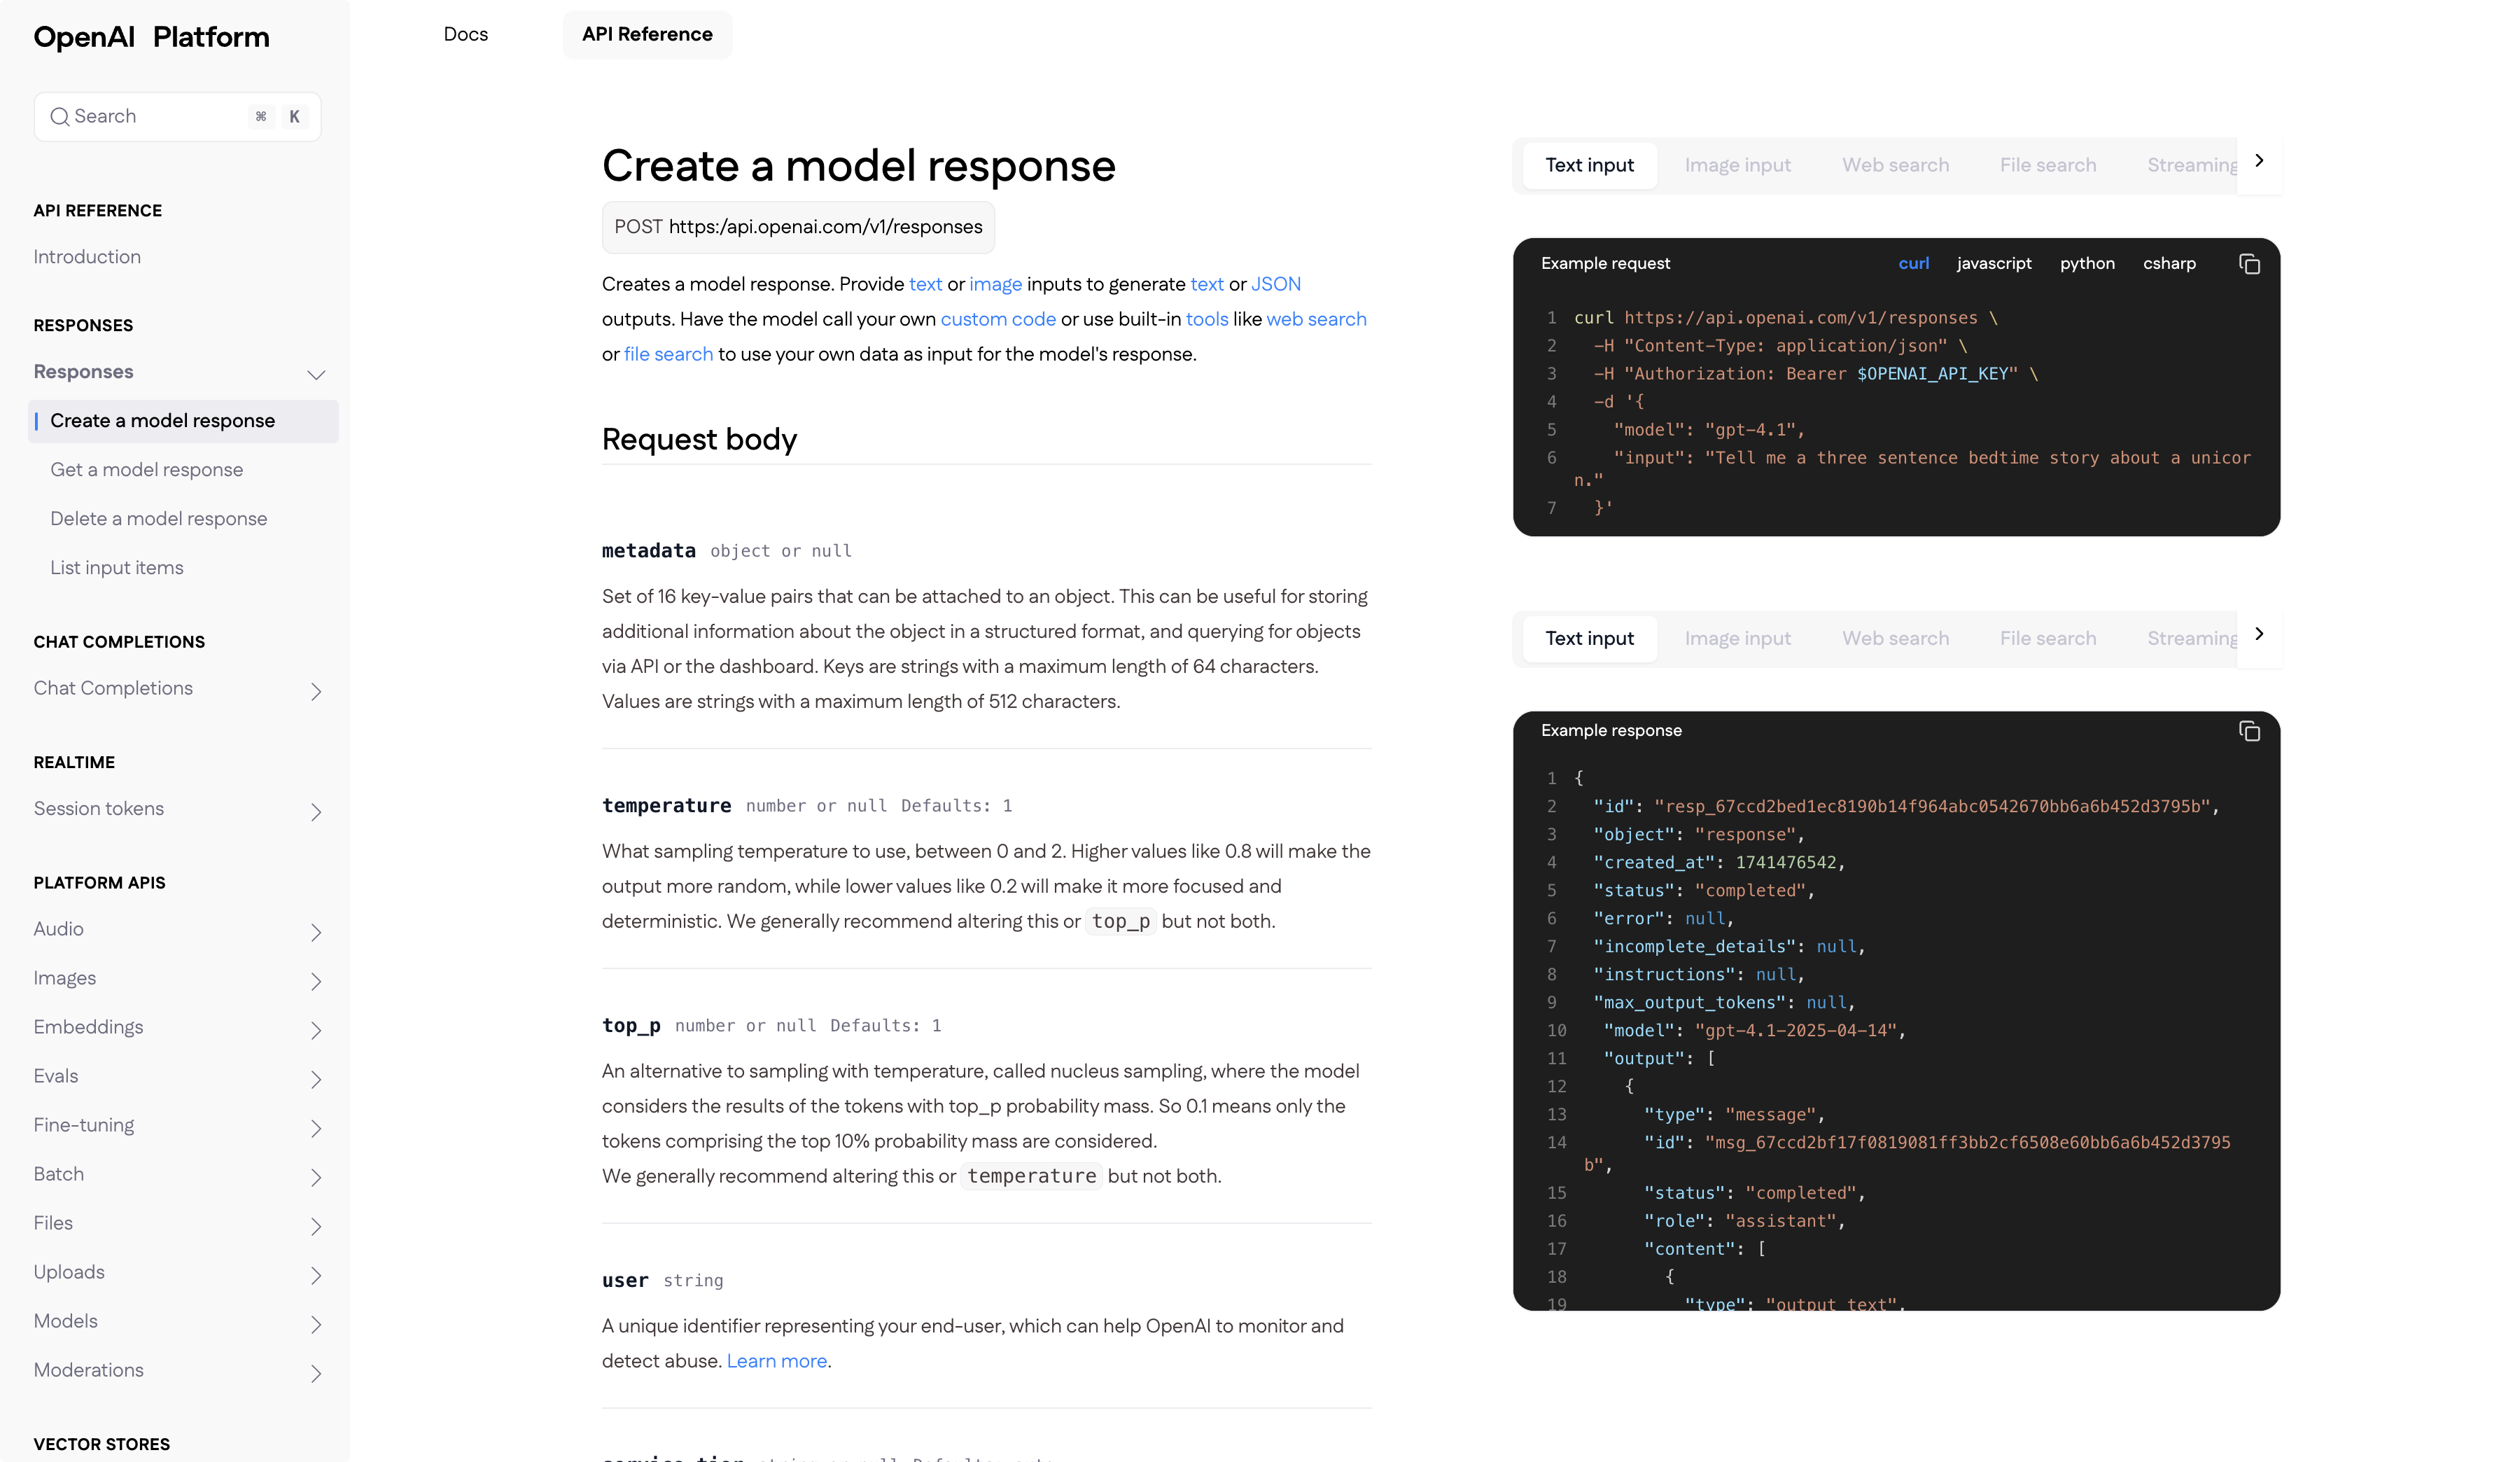 OpenAI Platform
Search ⌘ K
API REFERENCE
Introduction
RESPONSES
Responses
Create a model response
Get a model response
Delete a model response
List input items
CHAT COMPLETIONS
Chat Completions
REALTIME
Session tokens
PLATFORM APIS
Audio
Images
Embeddings
Evals
Fine-tuning
Batch
Files
Uploads
Models
Moderations
VECTOR STORES
Docs
API Reference
Create a model response
POST https:/api.openai.com/v1/responses
Creates a model response. Provide text or image inputs to generate text or JSON
outputs. Have the model call your own custom code or use built-in tools like web search
or file search to use your own data as input for the model's response.
Request body
metadata object or null
Set of 16 key-value pairs that can be attached to an object. This can be useful for storing
additional information about the object in a structured format, and querying for objects
via API or the dashboard. Keys are strings with a maximum length of 64 characters.
Values are strings with a maximum length of 512 characters.
temperature number or null Defaults: 1
What sampling temperature to use, between 0 and 2. Higher values like 0.8 will make the
output more random, while lower values like 0.2 will make it more focused and
deterministic. We generally recommend altering this or top_p but not both.
top_p number or null Defaults: 1
An alternative to sampling with temperature, called nucleus sampling, where the model
considers the results of the tokens with top_p probability mass. So 0.1 means only the
tokens comprising the top 10% probability mass are considered.
We generally recommend altering this or temperature but not both.
user string
A unique identifier representing your end-user, which can help OpenAI to monitor and
detect abuse. Learn more.
Text input Image input Web search File search Streaming
Example request curl javascript python csharp
1 curl https://api.openai.com/v1/responses \
2 -H "Content-Type: application/json" \
3 -H "Authorization: Bearer $OPENAI_API_KEY" \
4 -d '{
5 "model": "gpt-4.1",
6 "input": "Tell me a three sentence bedtime story about a unicor
n."
7 }'
Text input Image input Web search File search Streaming
Example response
1 {
2 "id": "resp_67ccd2bed1ec8190b14f964abc0542670bb6a6b452d3795b",
3 "object": "response",
4 "created_at": 1741476542,
5 "status": "completed",
6 "error": null,
7 "incomplete_details": null,
8 "instructions": null,
9 "max_output_tokens": null,
10 "model": "gpt-4.1-2025-04-14",
11 "output": [
12 {
13 "type": "message",
14 "id": "msg_67ccd2bf17f0819081ff3bb2cf6508e60bb6a6b452d3795
b",
15 "status": "completed",
16 "role": "assistant",
17 "content": [
18 {
19 "type": "output_text",